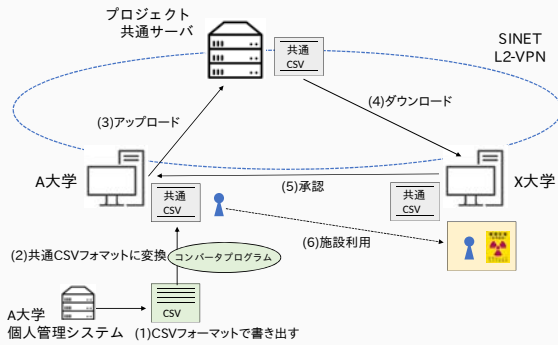 プロジェクト
共通サーバ
共通
CSV
SINET
L2-VPN
(3)アップロード
(4)ダウンロード
A大学
(5)承認
X大学
共通
CSV
共通
CSV
(6)施設利用
(2)共通CSVフォーマットに変換
コンバータプログラム
A大学
個人管理システム
CSV
(1)CSVフォーマットで書き出す